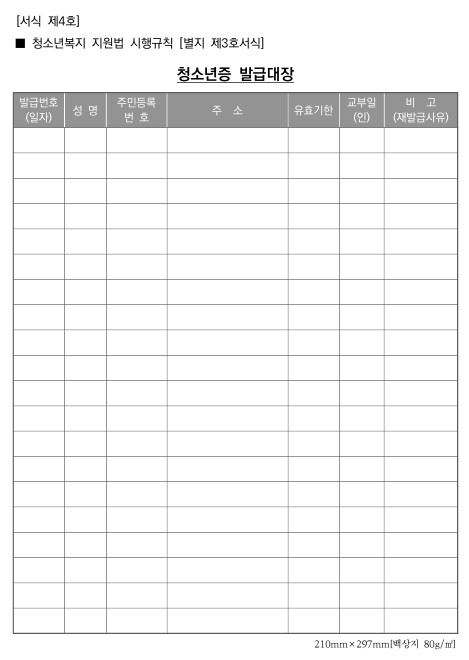 [서식 제4호]
■ 청소년복지 지원법 시행규칙 [별지 제3호서식]
청소년증 발급대장
발급번호 (일자) 성 명 주민등록 번 호 주 소 유효기한 교부일 (인) 비 고 (재발급사유)
210mm×297mm[백상지 80g/㎡]